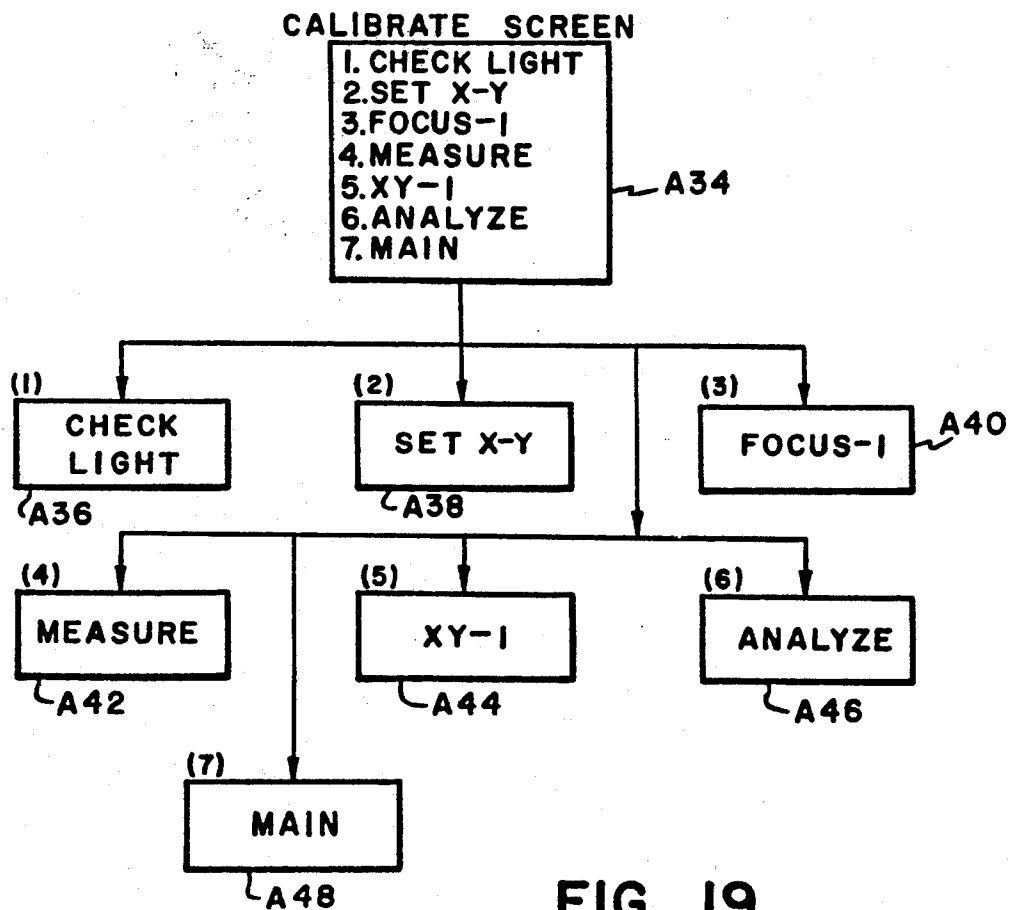 CALIBRATE SCREEN
1. CHECK LIGHT
2. SET X-Y
3. FOCUS-1
4. MEASURE
5. XY-1
6. ANALYZE
7. MAIN
A34
(1)
CHECK
LIGHT
A36
(2)
SET X-Y
A38
(3)
FOCUS-1
A40
(4)
MEASURE
A42
(5)
XY-1
A44
(6)
ANALYZE
A46
(7)
MAIN
A48
FIG. 19